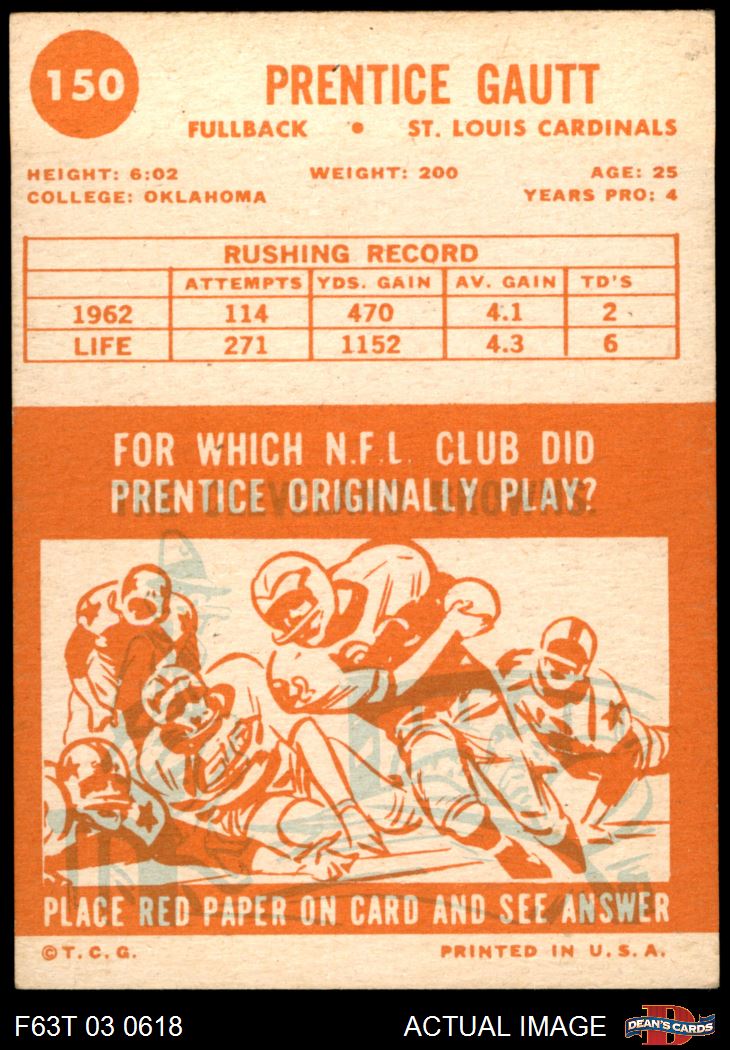 150
PRENTICE GAUTT
FULLBACK • ST. LOUIS CARDINALS
HEIGHT: 6:02 WEIGHT: 200 AGE: 25
COLLEGE: OKLAHOMA YEARS PRO: 4
RUSHING RECORD
ATTEMPTS YDS. GAIN AV. GAIN TD'S
1962 114 470 4.1 2
LIFE 271 1152 4.3 6
FOR WHICH N.F.L. CLUB DID
PRENTICE ORIGINALLY PLAY?
THE CLEVELAND BROWNS.
PLACE RED PAPER ON CARD AND SEE ANSWER
© T. C. G. PRINTED IN U. S. A.
F63T 03 0618 ACTUAL IMAGE DEAN'S CARDS